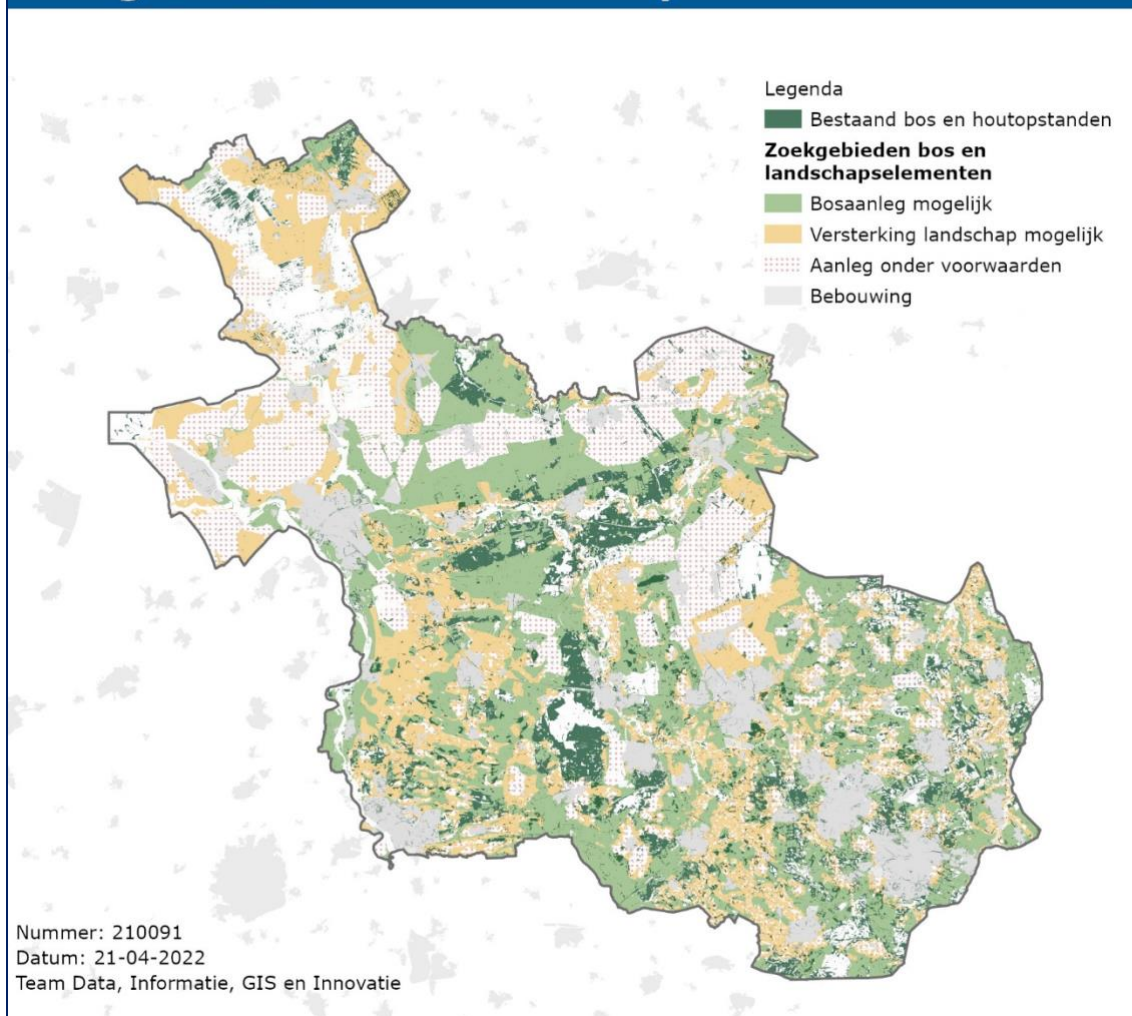 Legenda
Bestaand bos en houtopstanden
Zoekgebieden bos en
landschapselementen
Bosaanleg mogelijk
Versterking landschap mogelijk
Aanleg onder voorwaarden
Bebouwing
Nummer: 210091
Datum: 21-04-2022
Team Data, Informatie, GIS en Innovatie